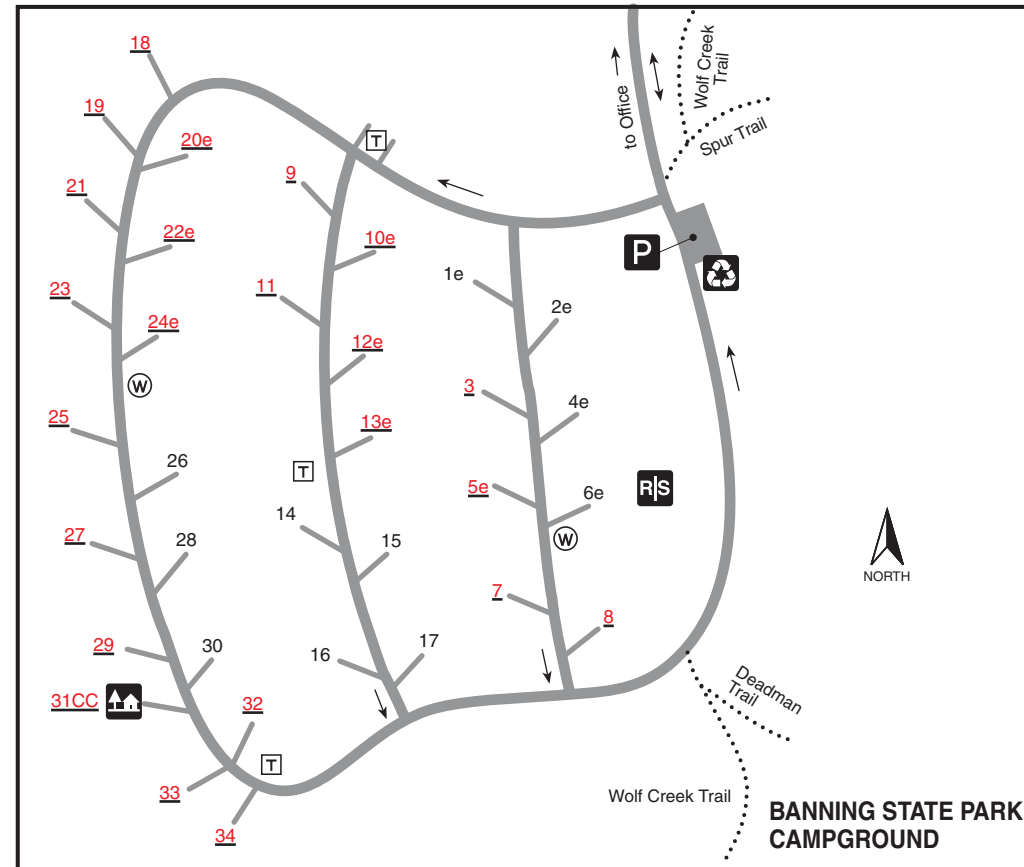 18
19
20e
21
22e
23
24e
W
25
26
27
28
29
30
31CC
32
33
34
T
T
9
10e
11
12e
13e
T
14
15
16
17
1e
2e
3
4e
5e
6e
W
7
8
to Office
Wolf Creek
Trail
Spur Trail
P
R|S
NORTH
Deadman
Trail
Wolf Creek Trail
BANNING STATE PARK
CAMPGROUND